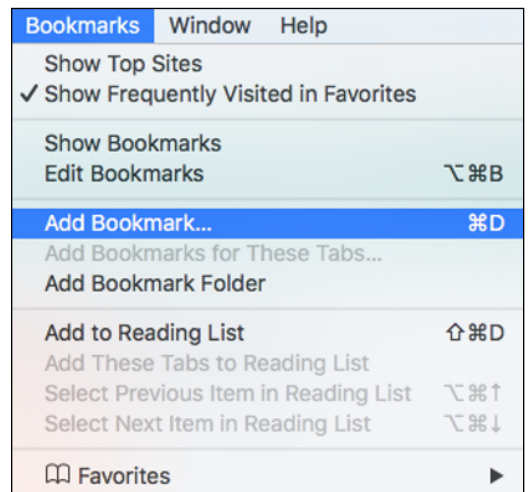 Bookmarks Window Help
Show Top Sites
✓ Show Frequently Visited in Favorites
Show Bookmarks
Edit Bookmarks ⌥⌘B
Add Bookmark... ⌘D
Add Bookmarks for These Tabs...
Add Bookmark Folder
Add to Reading List ⇧⌘D
Add These Tabs to Reading List
Select Previous Item in Reading List ⌥⌘↑
Select Next Item in Reading List ⌥⌘↓
Favorites ▶